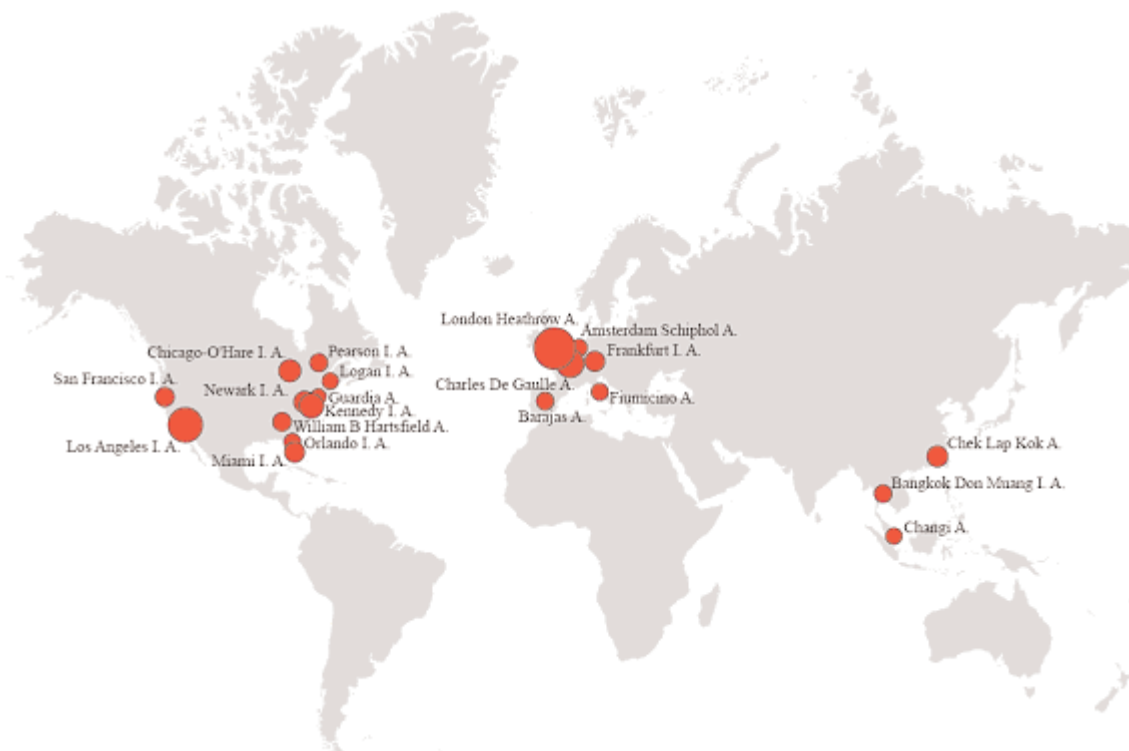 London Heathrow A.
Amsterdam Schiphol A.
Chicago-O'Hare I. A.
Pearson I. A.
Frankfurt I. A.
San Francisco I. A.
Logan I. A.
Newark I. A.
Charles De Gaulle A.
Guardia A.
Fiumicino A.
Kennedy I. A.
Barajas A.
William B Hartsfield A.
Los Angeles I. A.
Orlando I. A.
Chek Lap Kok A.
Miami I. A.
Bangkok Don Muang I. A.
Changi A.